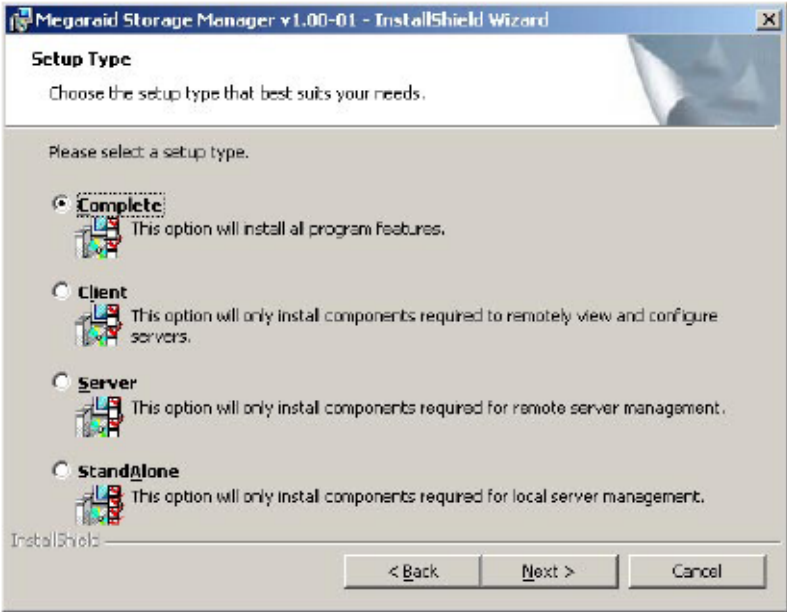 Megaraid Storage Manager v1.00-01 - InstallShield Wizard
Setup Type
Choose the setup type that best suits your needs.
Please select a setup type.
Complete
This option will install all program features.
Client
This option will only install components required to remotely view and configure
servers.
Server
This option will only install components required for remote server management.
StandAlone
This option will only install components required for local server management.
InstallShield
< Back
Next >
Cancel